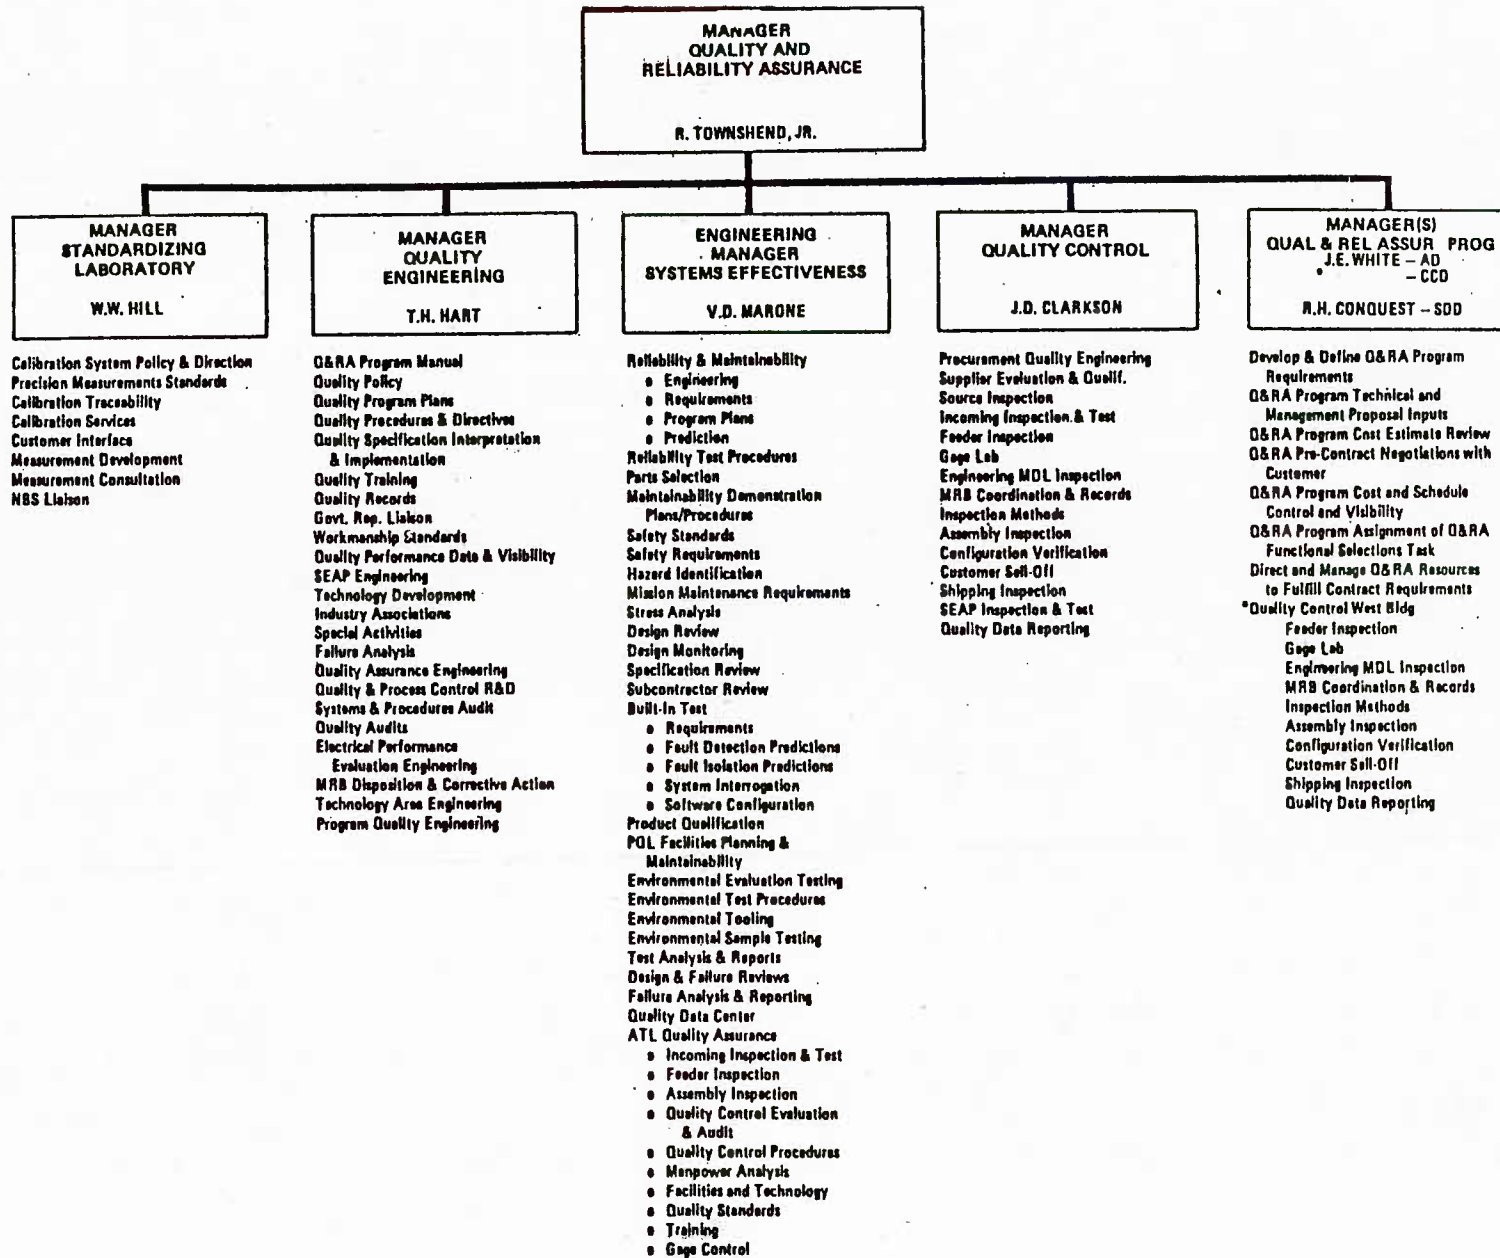 MANAGER
QUALITY AND
RELIABILITY ASSURANCE
R. TOWNSHEND, JR.
MANAGER
STANDARDIZING
LABORATORY
W.W. HILL
Calibration System Policy & Direction
Precision Measurements Standards
Calibration Traceability
Calibration Services
Customer Interface
Measurement Development
Measurement Consultation
NBS Liaison
MANAGER
QUALITY
ENGINEERING
T.H. HART
Q&RA Program Manual
Quality Policy
Quality Program Plans
Quality Procedures & Directives
Quality Specification Interpretation
& Implementation
Quality Training
Quality Records
Govt. Rep. Liaison
Workmanship Standards
Quality Performance Data & Visibility
SEAP Engineering
Technology Development
Industry Associations
Special Activities
Failure Analysis
Quality Assurance Engineering
Quality & Process Control R&D
Systems & Procedures Audit
Quality Audits
Electrical Performance
Evaluation Engineering
MRB Disposition & Corrective Action
Technology Area Engineering
Program Quality Engineering
ENGINEERING
MANAGER
SYSTEMS EFFECTIVENESS
V.D. MARONE
Reliability & Maintainability
• Engineering
• Requirements
• Program Plans
• Prediction
Reliability Test Procedures
Parts Selection
Maintainability Demonstration
Plans/Procedures
Safety Standards
Safety Requirements
Hazard Identification
Mission Maintenance Requirements
Stress Analysis
Design Review
Design Monitoring
Specification Review
Subcontractor Review
Built-In Test
• Requirements
• Fault Detection Predictions
• Fault Isolation Predictions
• System Interrogation
• Software Configuration
Product Qualification
PQL Facilities Planning &
Maintainability
Environmental Evaluation Testing
Environmental Test Procedures
Environmental Tooling
Environmental Sample Testing
Test Analysis & Reports
Design & Failure Reviews
Failure Analysis & Reporting
Quality Data Center
ATL Quality Assurance
• Incoming Inspection & Test
• Feeder Inspection
• Assembly Inspection
• Quality Control Evaluation
& Audit
• Quality Control Procedures
• Manpower Analysis
• Facilities and Technology
• Quality Standards
• Training
• Gage Control
MANAGER
QUALITY CONTROL
J.D. CLARKSON
Procurement Quality Engineering
Supplier Evaluation & Qualif.
Source Inspection
Incoming Inspection & Test
Feeder Inspection
Gage Lab
Engineering MDL Inspection
MRB Coordination & Records
Inspection Methods
Assembly Inspection
Configuration Verification
Customer Sell-Off
Shipping Inspection
SEAP Inspection & Test
Quality Data Reporting
MANAGER(S)
QUAL & REL ASSUR PROG
J.E. WHITE – AD
* – CCD
R.H. CONQUEST – SDD
Develop & Define Q&RA Program
Requirements
Q&RA Program Technical and
Management Proposal Inputs
Q&RA Program Cost Estimate Review
Q&RA Pre-Contract Negotiations with
Customer
Q&RA Program Cost and Schedule
Control and Visibility
Q&RA Program Assignment of Q&RA
Functional Selections Task
Direct and Manage Q&RA Resources
to Fulfill Contract Requirements
*Quality Control West Bldg
Feeder Inspection
Gage Lab
Engineering MDL Inspection
MRB Coordination & Records
Inspection Methods
Assembly Inspection
Configuration Verification
Customer Sell-Off
Shipping Inspection
Quality Data Reporting